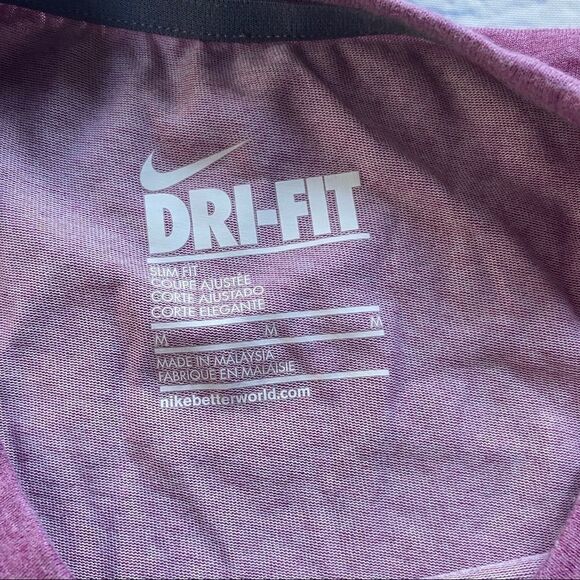 DRI-FIT
SLIM FIT
COUPE AJUSTÉE
CORTE AJUSTADO
CORTE ELEGANTE
M M M
MADE IN MALAYSIA
FABRIQUE EN MALAISIE
nikebetterworld.com